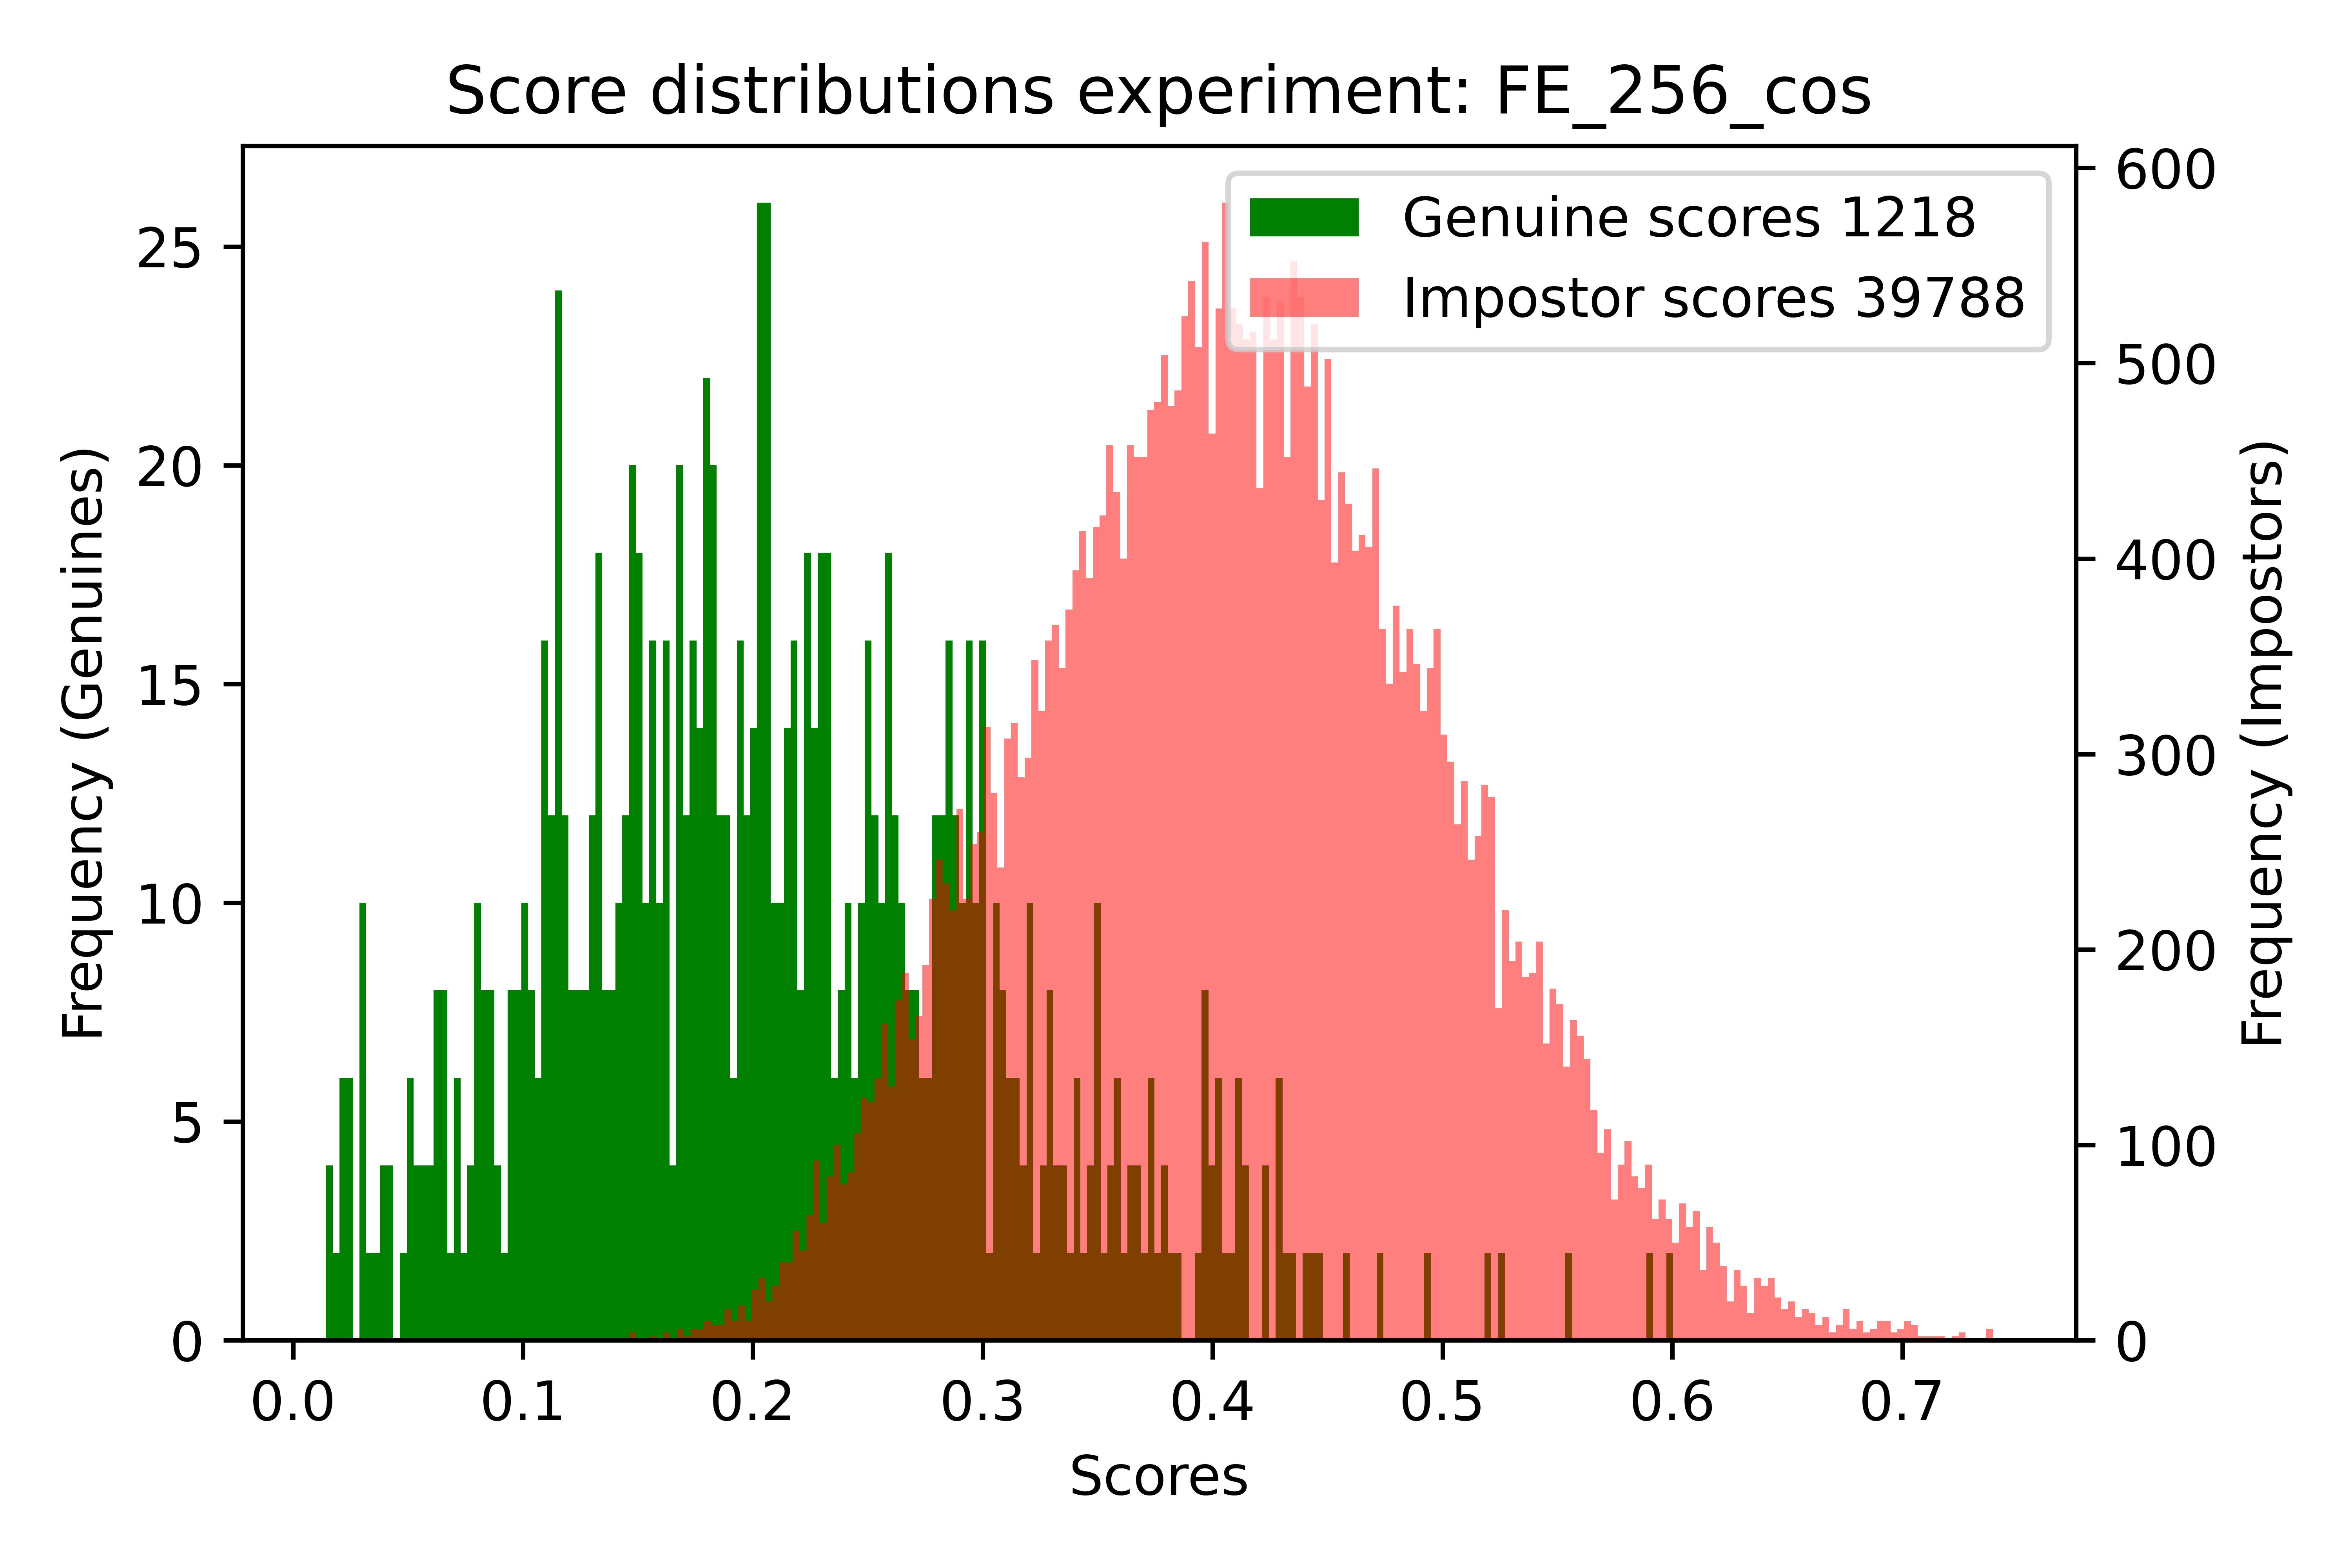 Score distributions experiment: FE_256_cos
Genuine scores 1218
Impostor scores 39788
Frequency (Genuines)
25
20
15
10
5
0
Frequency (Impostors)
600
500
400
300
200
100
0
0.0 0.1 0.2 0.3 0.4 0.5 0.6 0.7
Scores